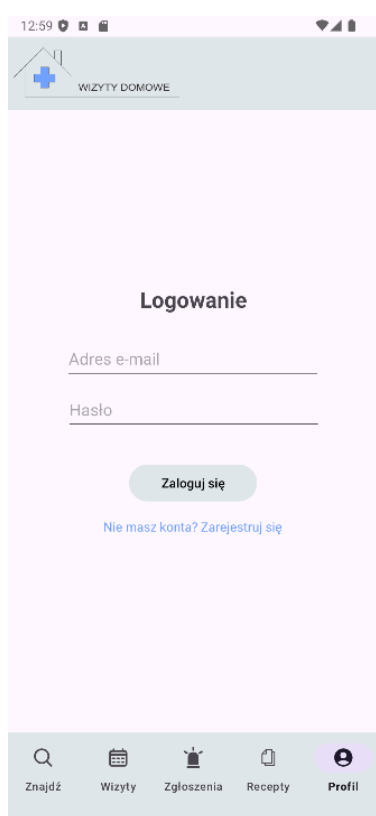 12:59
WIZYTY DOMOWE
Logowanie
Adres e-mail
Hasło
Zaloguj się
Nie masz konta? Zarejestruj się
Znajdź Wizyty Zgłoszenia Recepty Profil